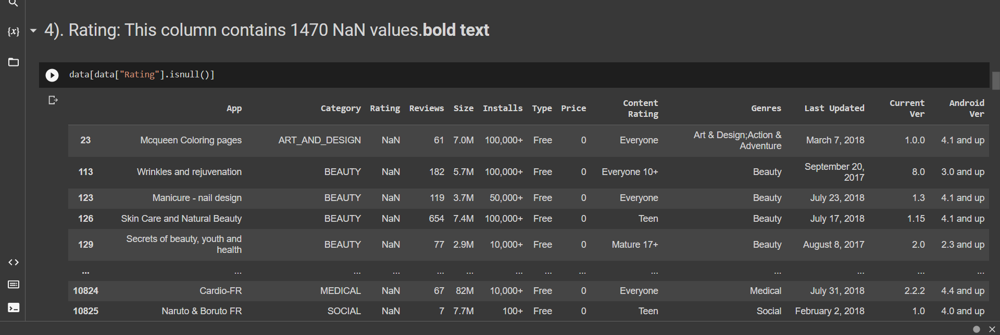 {x}
4). Rating: This column contains 1470 NaN values.bold text
data[data["Rating"].isnull()]
App Category Rating Reviews Size Installs Type Price Content Rating Genres Last Updated Current Ver Android Ver
23 Mcqueen Coloring pages ART_AND_DESIGN NaN 61 7.0M 100,000+ Free 0 Everyone Art & Design;Action & Adventure March 7, 2018 1.0.0 4.1 and up
113 Wrinkles and rejuvenation BEAUTY NaN 182 5.7M 100,000+ Free 0 Everyone 10+ Beauty September 20, 2017 8.0 3.0 and up
123 Manicure - nail design BEAUTY NaN 119 3.7M 50,000+ Free 0 Everyone Beauty July 23, 2018 1.3 4.1 and up
126 Skin Care and Natural Beauty BEAUTY NaN 654 7.4M 100,000+ Free 0 Teen Beauty July 17, 2018 1.15 4.1 and up
129 Secrets of beauty, youth and health BEAUTY NaN 77 2.9M 10,000+ Free 0 Mature 17+ Beauty August 8, 2017 2.0 2.3 and up
... ... ... ... ... ... ... ... ... ... ... ... ... ...
10824 Cardio-FR MEDICAL NaN 67 82M 10,000+ Free 0 Everyone Medical July 31, 2018 2.2.2 4.4 and up
10825 Naruto & Boruto FR SOCIAL NaN 7 7.7M 100+ Free 0 Teen Social February 2, 2018 1.0 4.0 and up